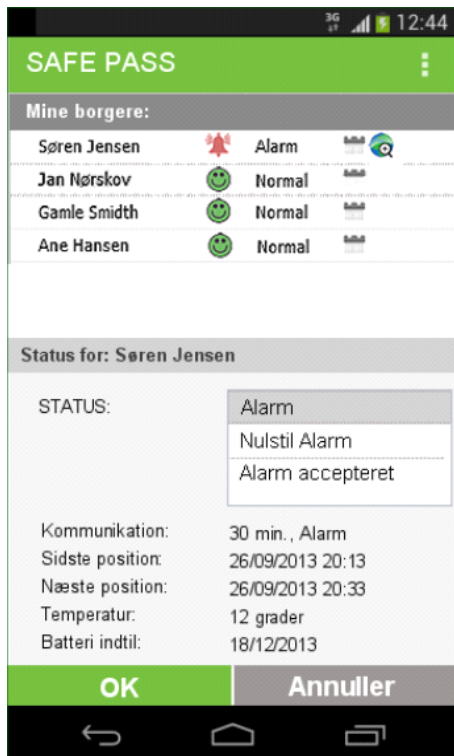 3G 12:44
SAFE PASS
Mine borgere:
Søren Jensen Alarm
Jan Nørskov Normal
Gamle Smidth Normal
Ane Hansen Normal
Status for: Søren Jensen
STATUS: Alarm
Nulstil Alarm
Alarm accepteret
Kommunikation: 30 min., Alarm
Sidste position: 26/09/2013 20:13
Næste position: 26/09/2013 20:33
Temperatur: 12 grader
Batteri indtil: 18/12/2013
OK Annuller